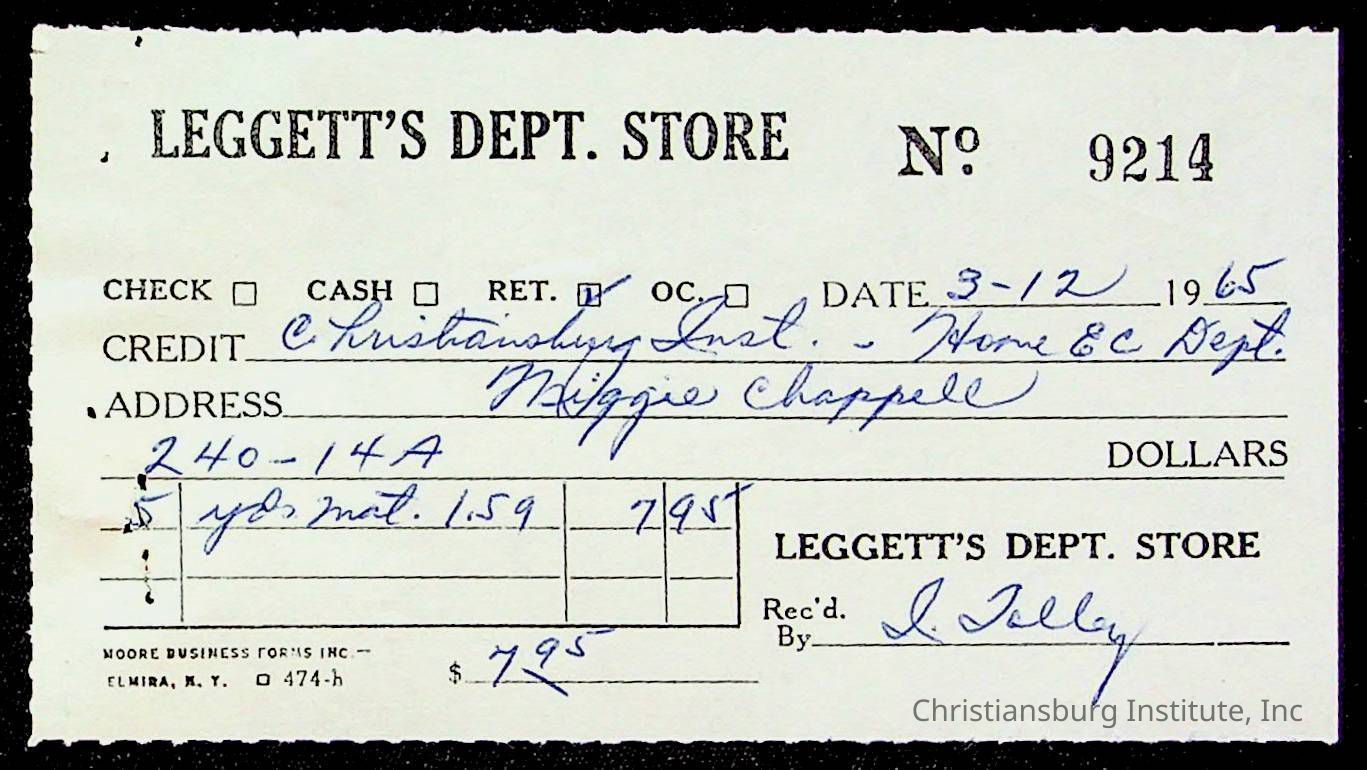 LEGGETT'S DEPT. STORE Nº 9214
CHECK □ CASH □ RET. ☑ OC. □ DATE 3-12 1965
CREDIT Christiansburg Inst. - Home Ec Dept.
ADDRESS Miggie Chappell
240-14A DOLLARS
5 yds mat. 1.59 7 95
LEGGETT'S DEPT. STORE
Rec'd. By I. Tolley
MOORE BUSINESS FORMS INC.—
ELMIRA, N. Y. □ 474-h
$ 7 95
Christiansburg Institute, Inc